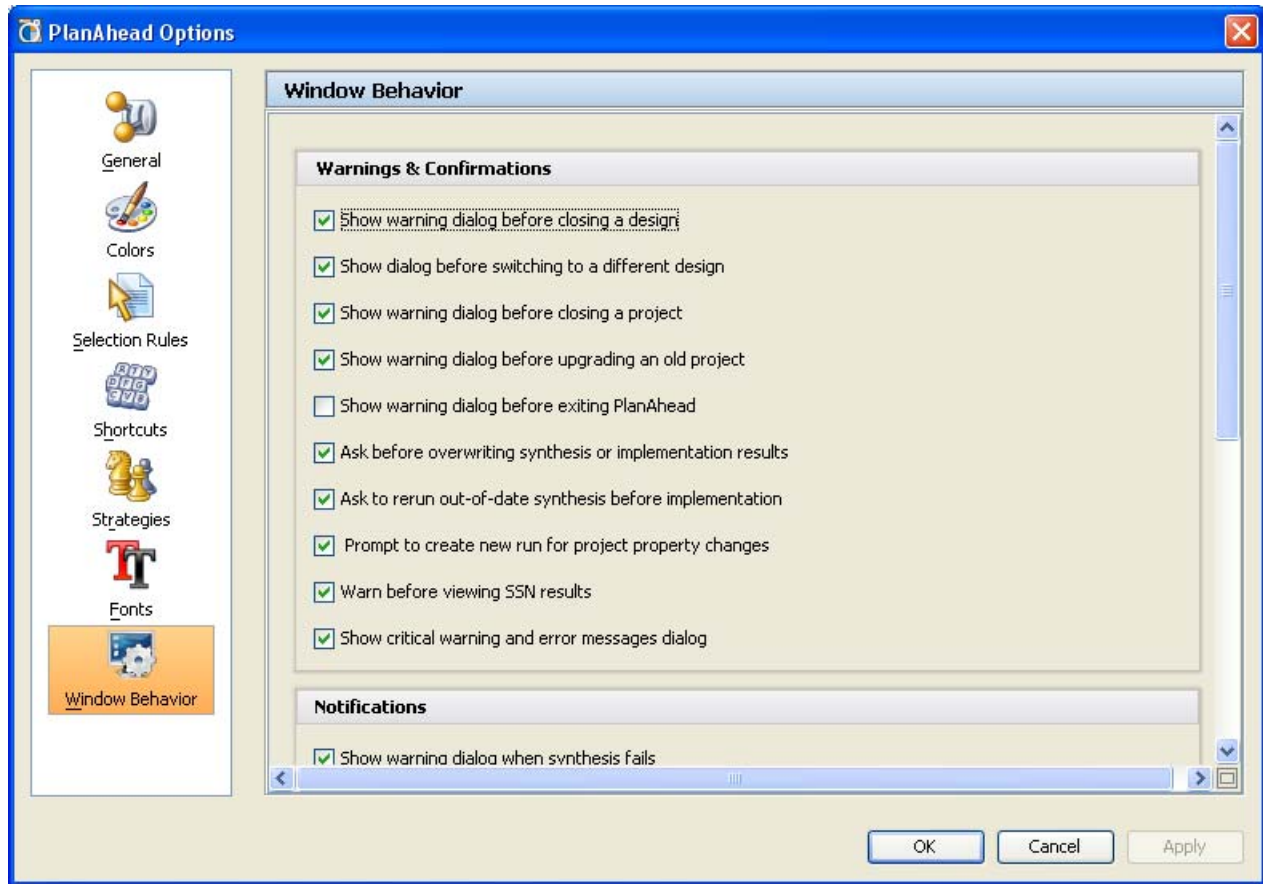 PlanAhead Options
General
Colors
Selection Rules
Shortcuts
Strategies
Fonts
Window Behavior
Window Behavior
Warnings & Confirmations
Show warning dialog before closing a design
Show dialog before switching to a different design
Show warning dialog before closing a project
Show warning dialog before upgrading an old project
Show warning dialog before exiting PlanAhead
Ask before overwriting synthesis or implementation results
Ask to rerun out-of-date synthesis before implementation
Prompt to create new run for project property changes
Warn before viewing SSN results
Show critical warning and error messages dialog
Notifications
Show warning dialog when synthesis fails
OK Cancel Apply